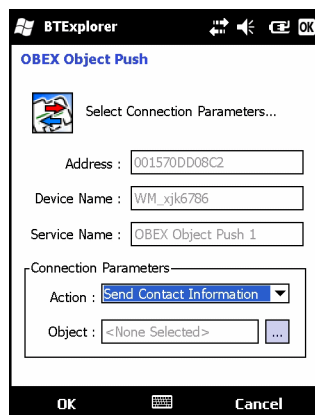 BTExplorer OK
OBEX Object Push
Select Connection Parameters...
Address : 001570DD08C2
Device Name : WM_xjk6786
Service Name : OBEX Object Push 1
Connection Parameters
Action : Send Contact Information
Object : <None Selected> ...
OK Cancel